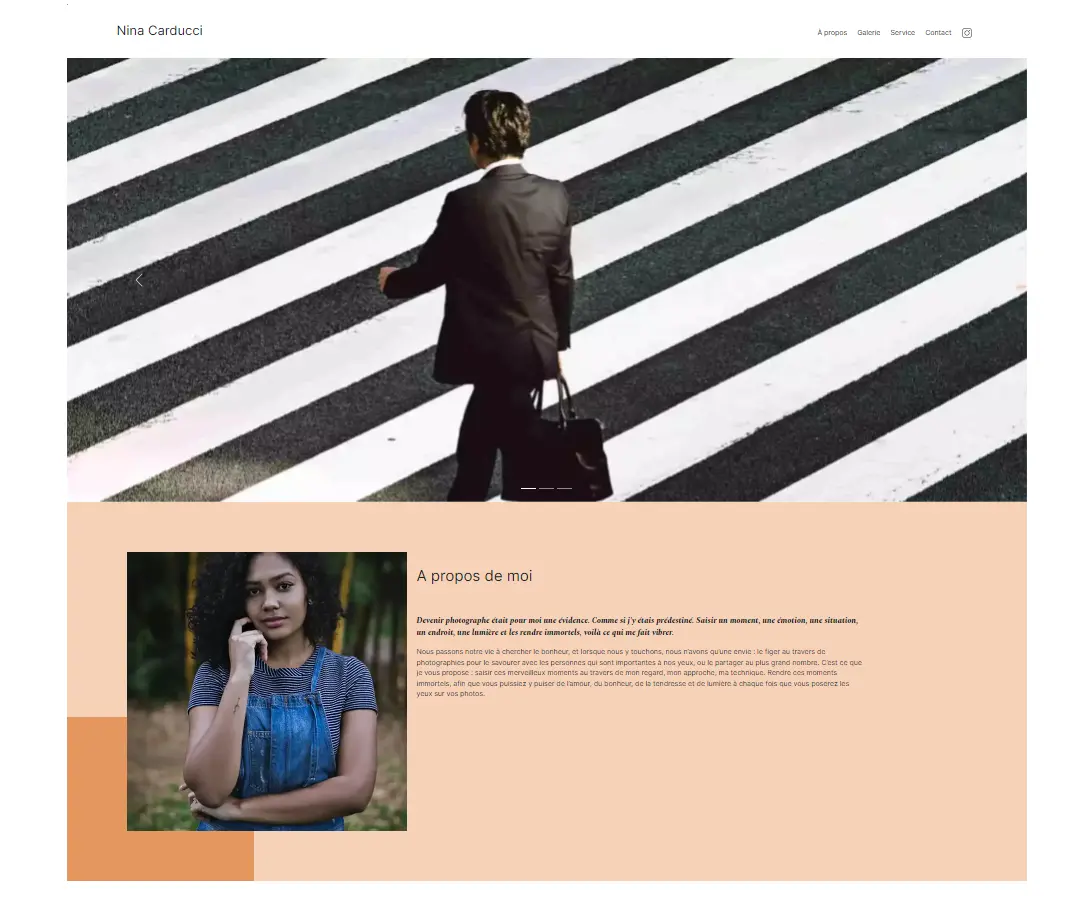 Nina Carducci
À propos Galerie Service Contact
A propos de moi
Devenir photographe était pour moi une évidence. Comme si j'y étais prédestiné. Saisir un moment, une émotion, une situation,
un endroit, une lumière et les rendre immortels, voilà ce qui me fait vibrer.
Nous passons notre vie à chercher le bonheur, et lorsque nous y touchons, nous n'avons qu'une envie : le figer au travers de
photographies pour le savourer avec les personnes qui sont importantes à nos yeux, ou le partager au plus grand nombre. C'est ce que
je vous propose : saisir ces merveilleux moments au travers de mon regard, mon approche, ma technique. Rendre ces moments
immortels, afin que vous puissiez y puiser de l'amour, du bonheur, de la tendresse et de lumière à chaque fois que vous poserez les
yeux sur vos photos.